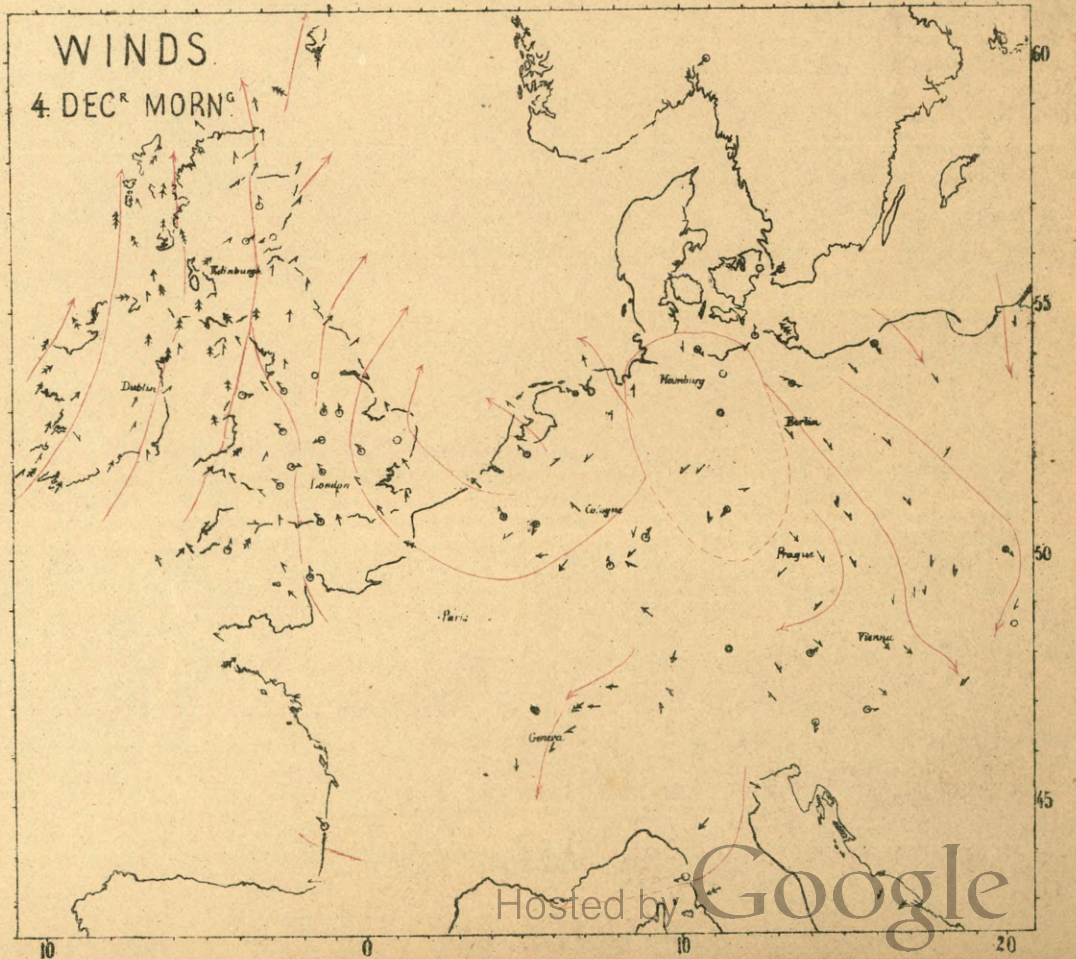 WINDS.
4. DECᴿ MORNᴳ.
60
Edinburgh
55
Dublin
Hamburg
Berlin
London
Cologne
50
Prague
Paris
Vienna
Geneva
45
Hosted by Google
10
0
10
20